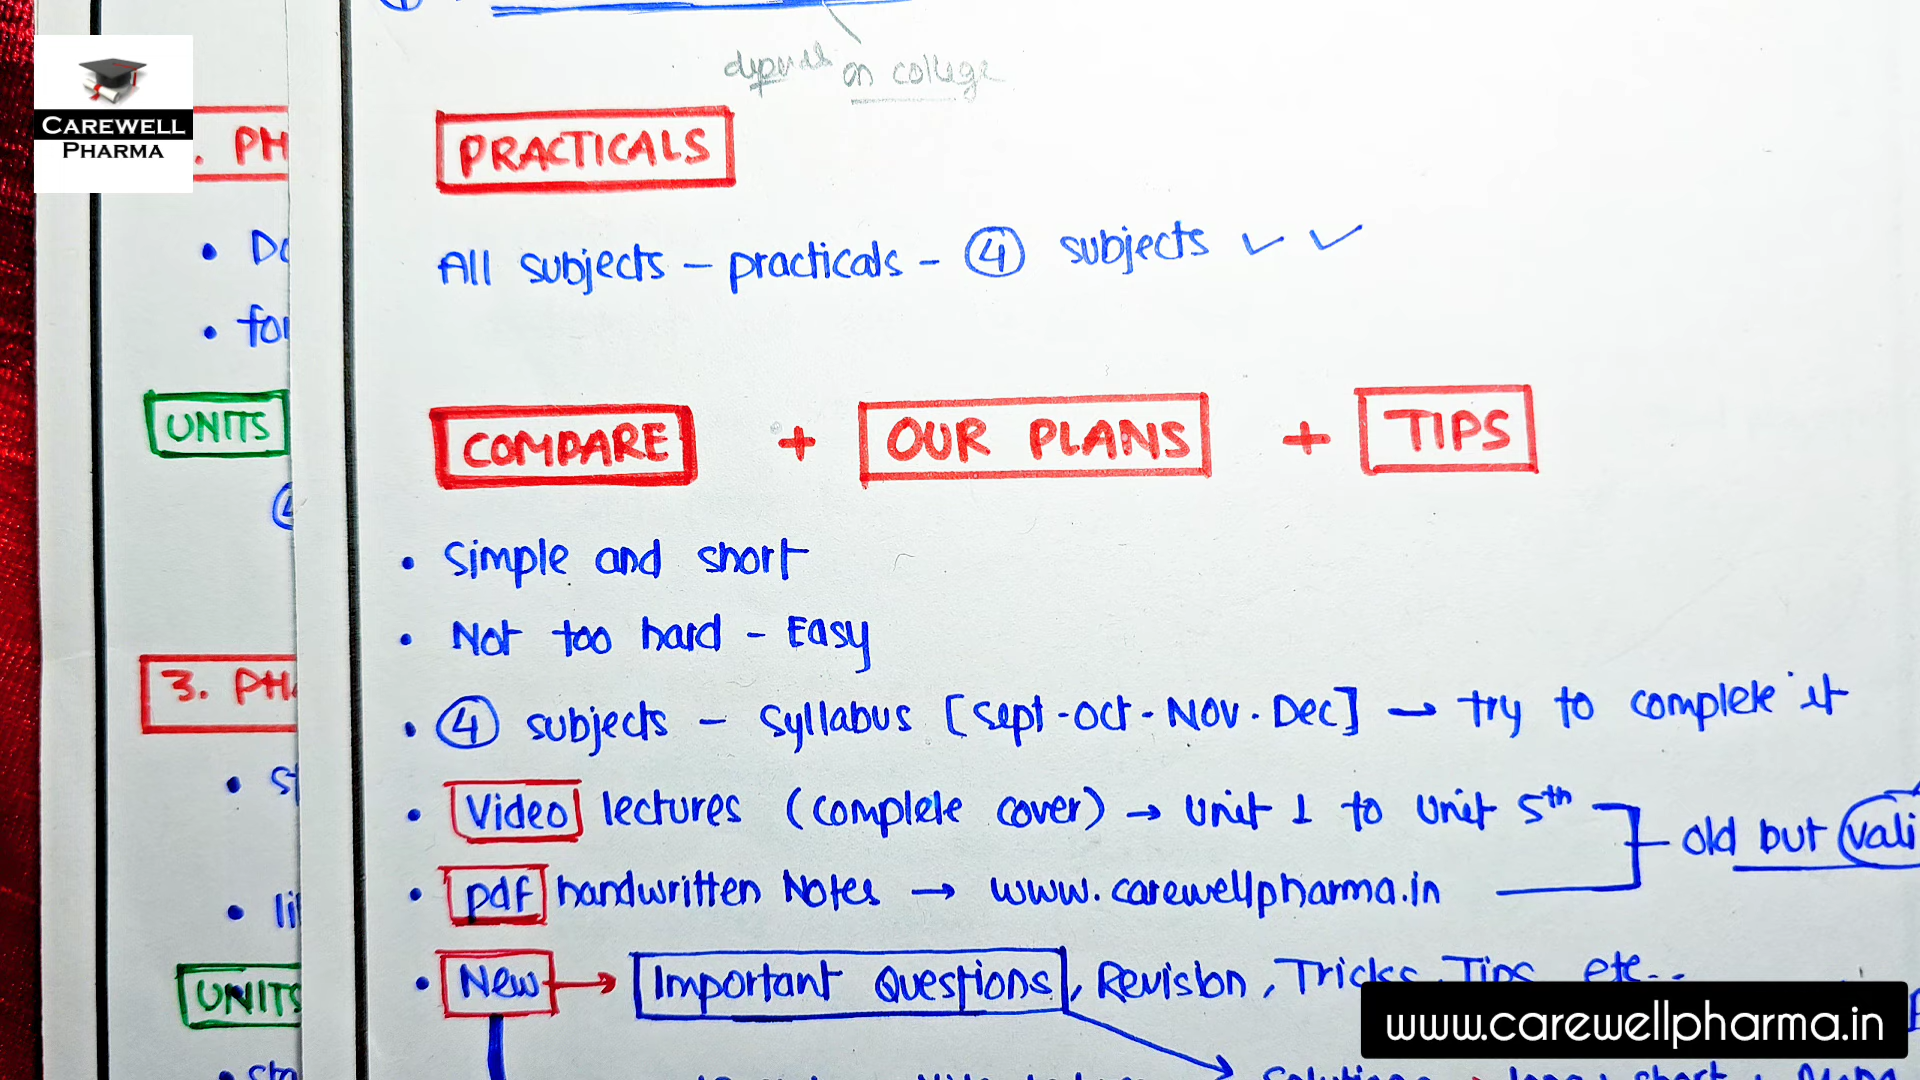 depends on college
CAREWELL
PHARMA
. PH
PRACTICALS
All subjects – practicals – 4 subjects ✓ ✓
UNITS
COMPARE + OUR PLANS + TIPS
• Simple and short
• Not too hard – Easy
3. PHA
• 4 subjects – syllabus [Sept-Oct-Nov-Dec] → try to complete it
• Video lectures (complete cover) → Unit 1 to Unit 5th
old but
• pdf handwritten Notes → www.carewellpharma.in
UNITS
• New → Important Questions, Revision, Tricks, Tips etc..
www.carewellpharma.in